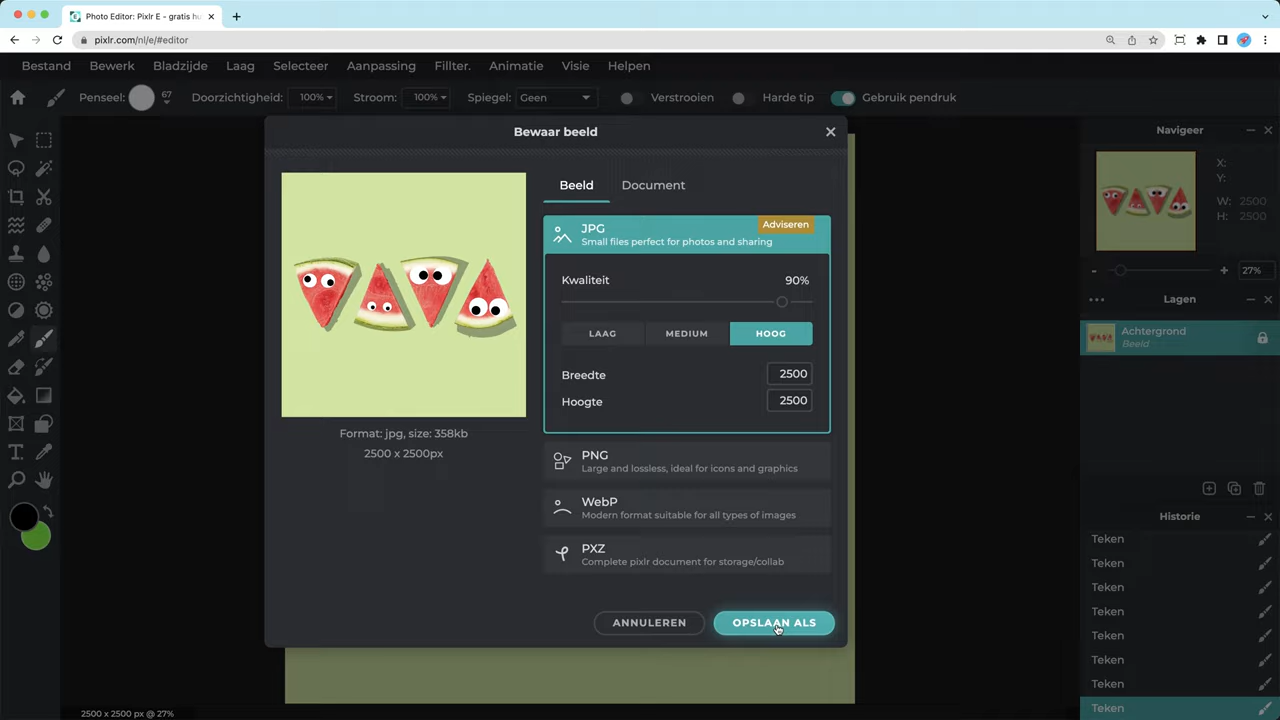 Photo Editor: Pixlr E - gratis hu
pixlr.com/nl/e/#editor
Bestand Bewerk Bladzijde Laag Selecteer Aanpassing Fillter. Animatie Visie Helpen
Penseel: 67 Doorzichtigheid: 100% Stroom: 100% Spiegel: Geen Verstrooien Harde tip Gebruik pendruk
Bewaar beeld
Beeld Document
JPG
Adviseren
Small files perfect for photos and sharing
Kwaliteit 90%
LAAG MEDIUM HOOG
Breedte 2500
Hoogte 2500
Format: jpg, size: 358kb
2500 x 2500px
PNG
Large and lossless, ideal for icons and graphics
WebP
Modern format suitable for all types of images
PXZ
Complete pixlr document for storage/collab
ANNULEREN OPSLAAN ALS
Navigeer
X:
Y:
W: 2500
H: 2500
27%
Lagen
Achtergrond
Beeld
Historie
Teken
Teken
Teken
Teken
Teken
Teken
Teken
Teken
2500 x 2500 px @ 27%